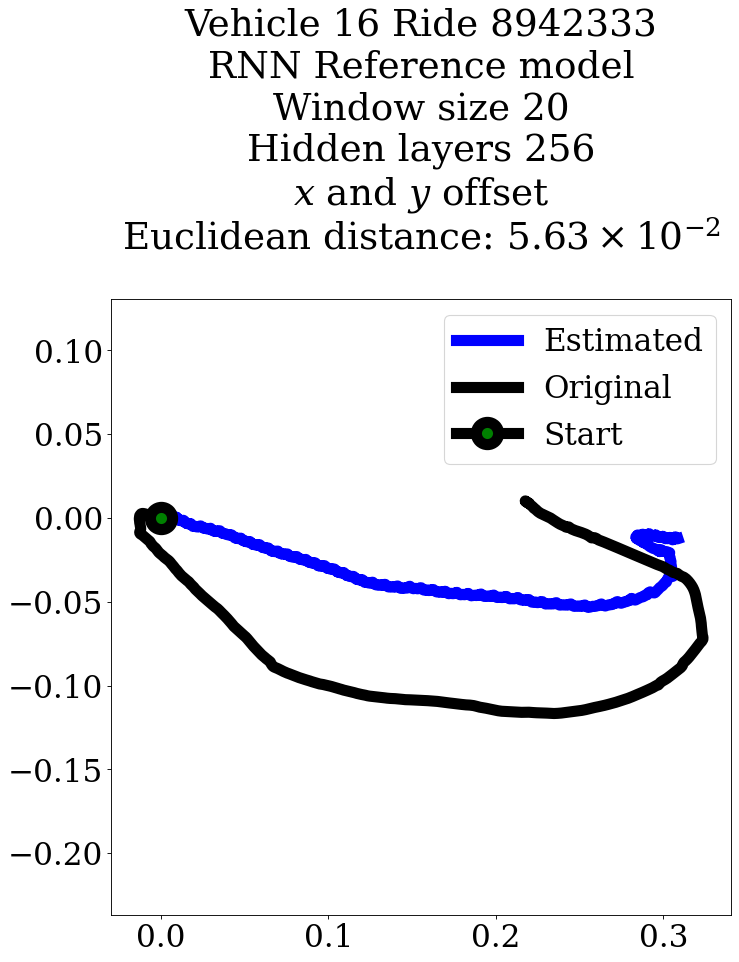 Vehicle 16 Ride 8942333
RNN Reference model
Window size 20
Hidden layers 256
x and y offset
Euclidean distance: 5.63 × 10⁻²
Estimated
Original
Start
0.10
0.05
0.00
−0.05
−0.10
−0.15
−0.20
0.0 0.1 0.2 0.3